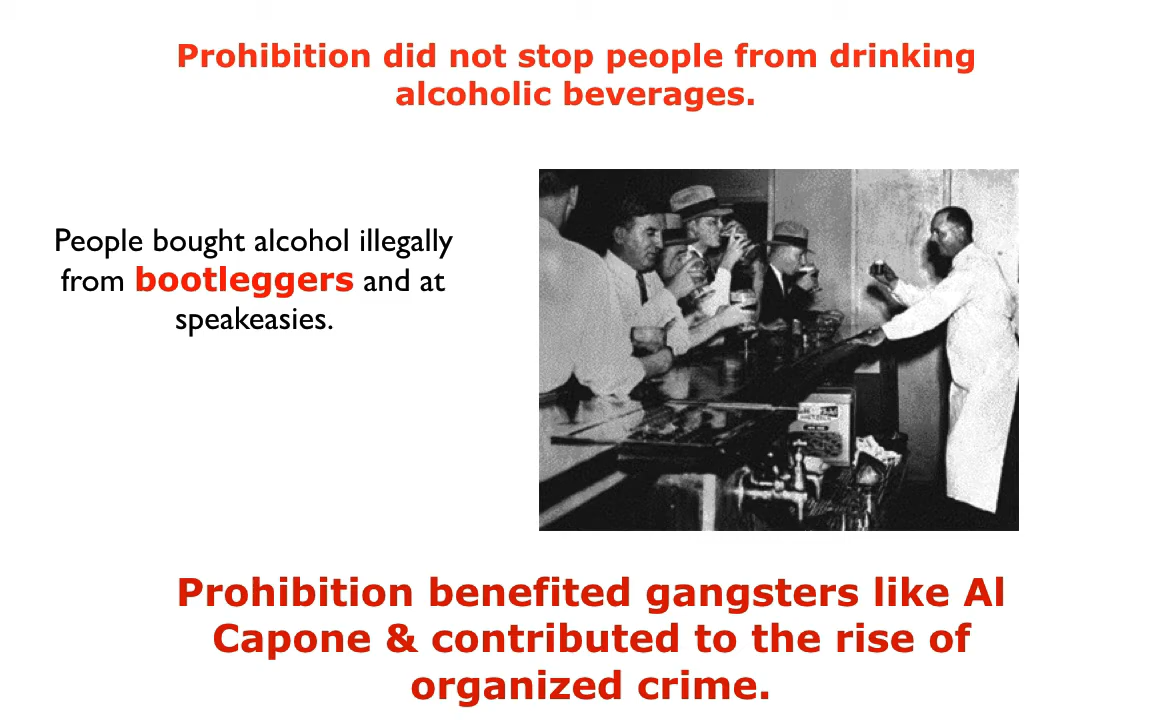 Prohibition did not stop people from drinking
alcoholic beverages.
People bought alcohol illegally
from bootleggers and at
speakeasies.
Prohibition benefited gangsters like Al
Capone & contributed to the rise of
organized crime.